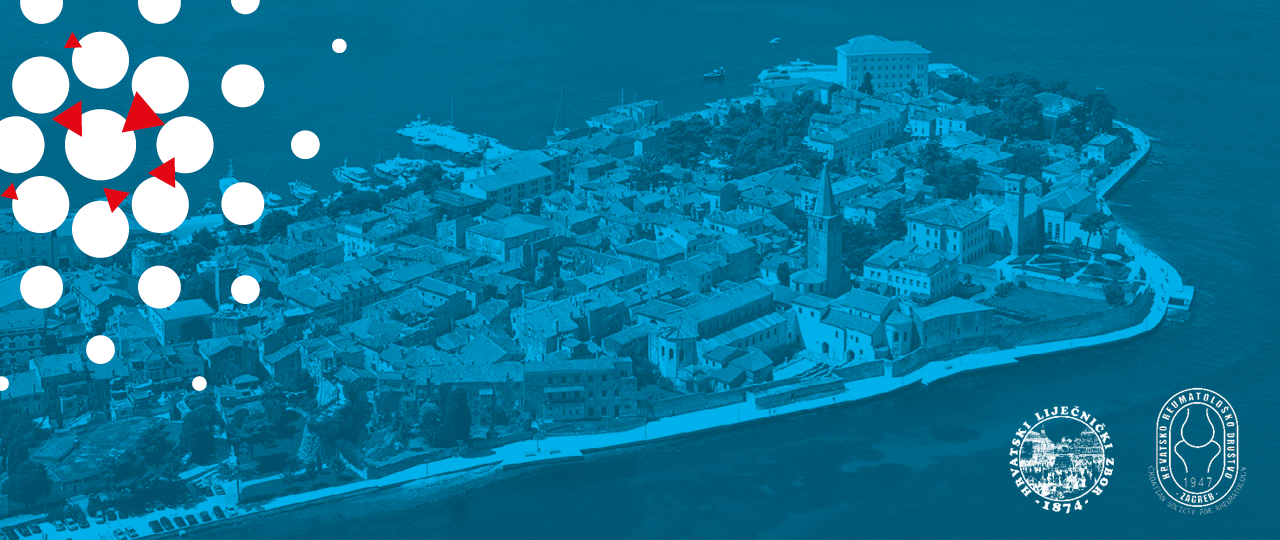 HRVATSKI LIJEČNIČKI ZBOR
· 1874 ·
HRVATSKO REUMATOLOŠKO DRUŠTVO
1947
· ZAGREB ·
CROATIAN SOCIETY FOR RHEUMATOLOGY